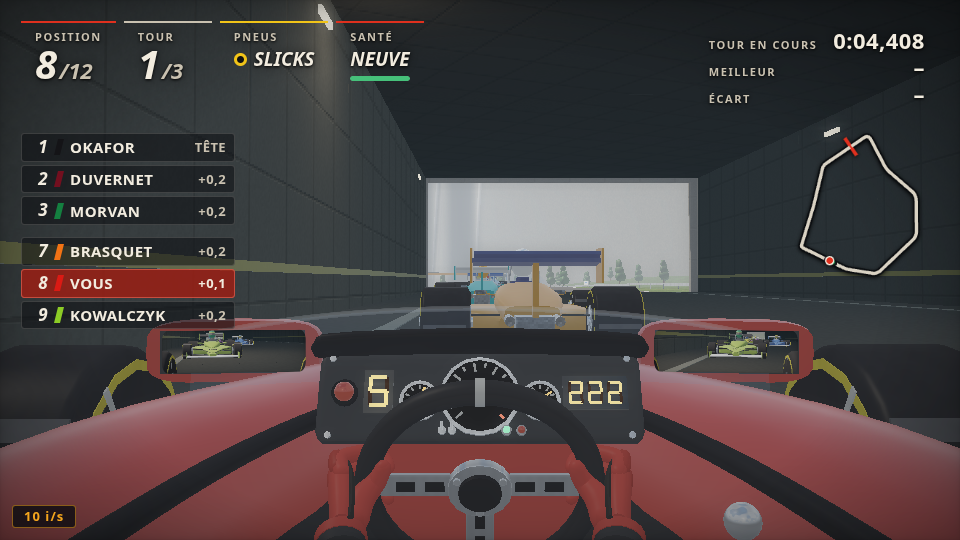 POSITION TOUR PNEUS SANTÉ
8/12 1/3 SLICKS NEUVE
TOUR EN COURS 0:04,408
MEILLEUR –
ÉCART –
1 OKAFOR TÊTE
2 DUVERNET +0,2
3 MORVAN +0,2
7 BRASQUET +0,2
8 VOUS +0,1
9 KOWALCZYK +0,2
5 222
10 i/s